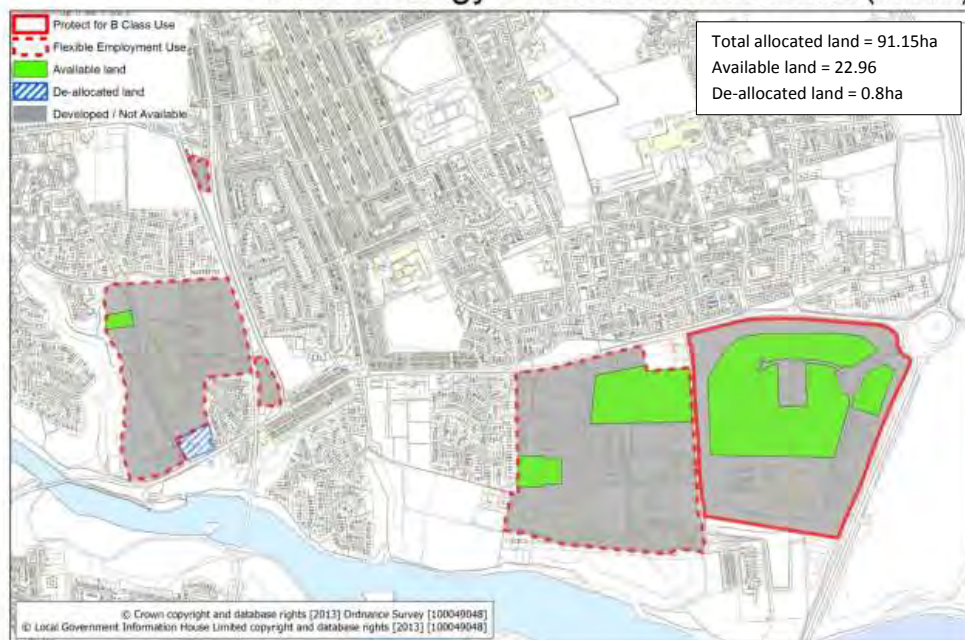 Protect for B Class Use
Flexible Employment Use
Available land
De-allocated land
Developed / Not Available
Total allocated land = 91.15ha
Available land = 22.96
De-allocated land = 0.8ha
© Crown copyright and database rights [2013] Ordnance Survey [100049048]
© Local Government Information House Limited copyright and database rights [2013] [100049048]